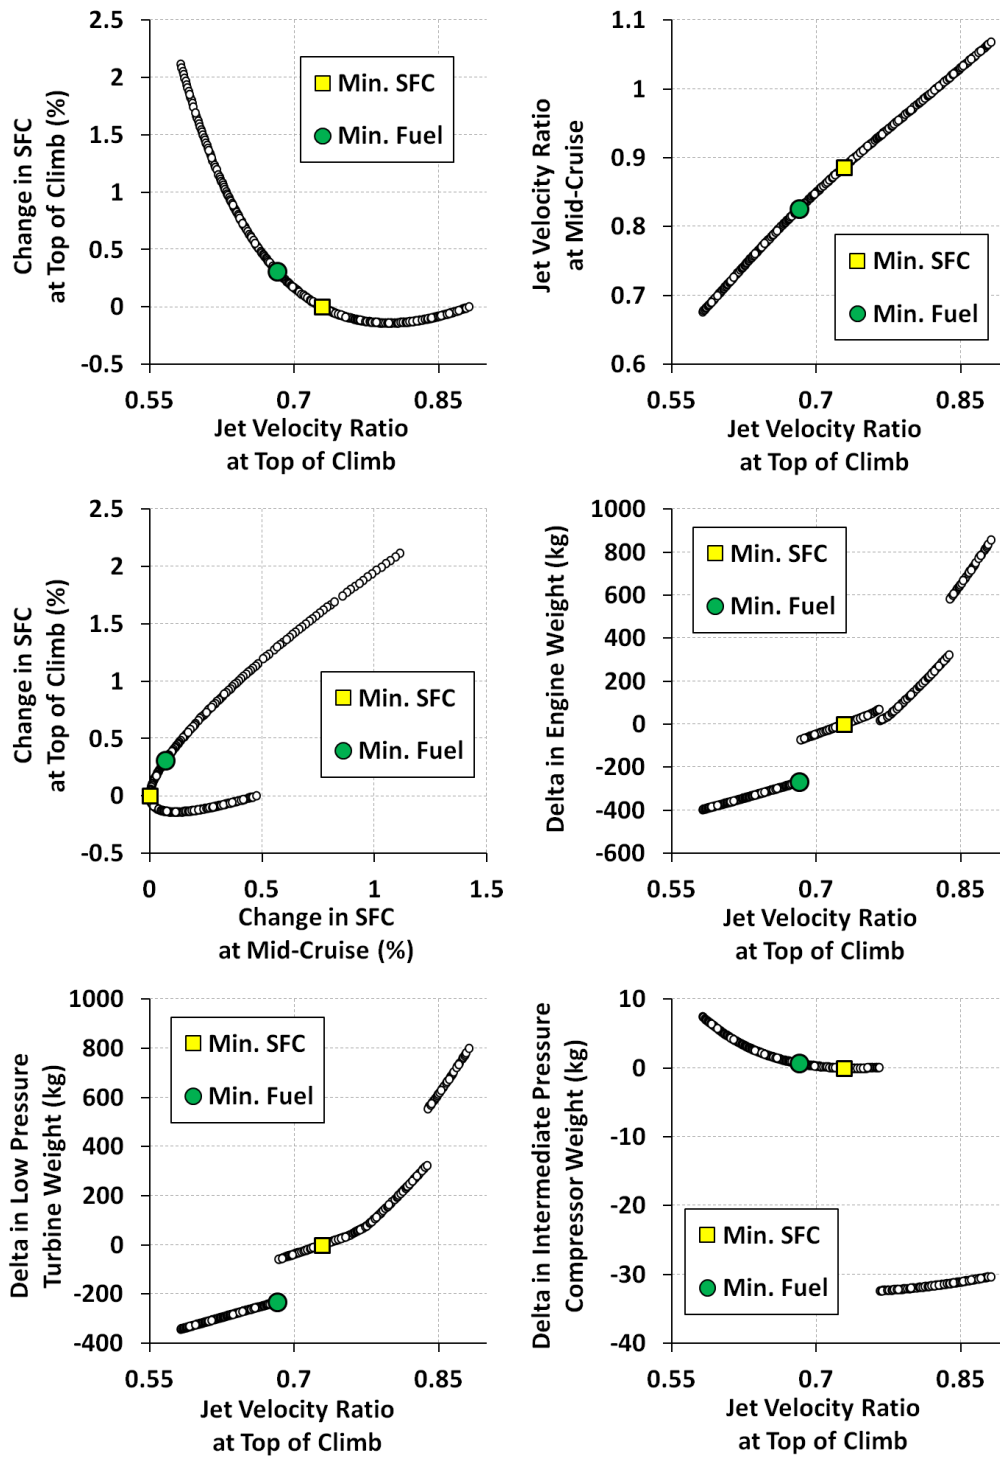 2.5
2
1.5
1
0.5
0
-0.5
Change in SFC
at Top of Climb (%)
Min. SFC
Min. Fuel
0.55 0.7 0.85
Jet Velocity Ratio
at Top of Climb
1.1
1
0.9
0.8
0.7
0.6
Jet Velocity Ratio
at Mid-Cruise
Min. SFC
Min. Fuel
0.55 0.7 0.85
Jet Velocity Ratio
at Top of Climb
2.5
2
1.5
1
0.5
0
-0.5
Change in SFC
at Top of Climb (%)
Min. SFC
Min. Fuel
0 0.5 1 1.5
Change in SFC
at Mid-Cruise (%)
1000
800
600
400
200
0
-200
-400
-600
Delta in Engine Weight (kg)
Min. SFC
Min. Fuel
0.55 0.7 0.85
Jet Velocity Ratio
at Top of Climb
1000
800
600
400
200
0
-200
-400
Delta in Low Pressure
Turbine Weight (kg)
Min. SFC
Min. Fuel
0.55 0.7 0.85
Jet Velocity Ratio
at Top of Climb
10
0
-10
-20
-30
-40
Delta in Intermediate Pressure
Compressor Weight (kg)
Min. SFC
Min. Fuel
0.55 0.7 0.85
Jet Velocity Ratio
at Top of Climb